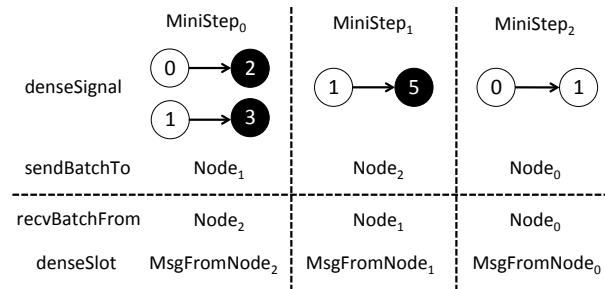 MiniStep₀ MiniStep₁ MiniStep₂
denseSignal
0 2
1 3
1 5
0 1
sendBatchTo Node₁ Node₂ Node₀
recvBatchFrom Node₂ Node₁ Node₀
denseSlot MsgFromNode₂ MsgFromNode₁ MsgFromNode₀